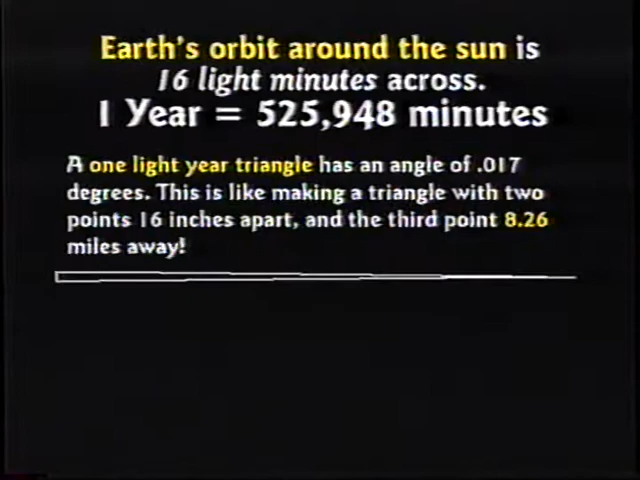 Earth's orbit around the sun is
16 light minutes across.
1 Year = 525,948 minutes
A one light year triangle has an angle of .017
degrees. This is like making a triangle with two
points 16 inches apart, and the third point 8.26
miles away!